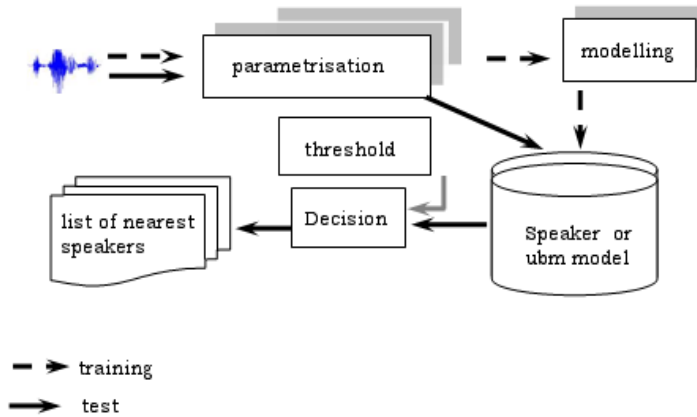 parametrisation
modelling
threshold
list of nearest
speakers
Decision
Speaker or
ubm model
training
test